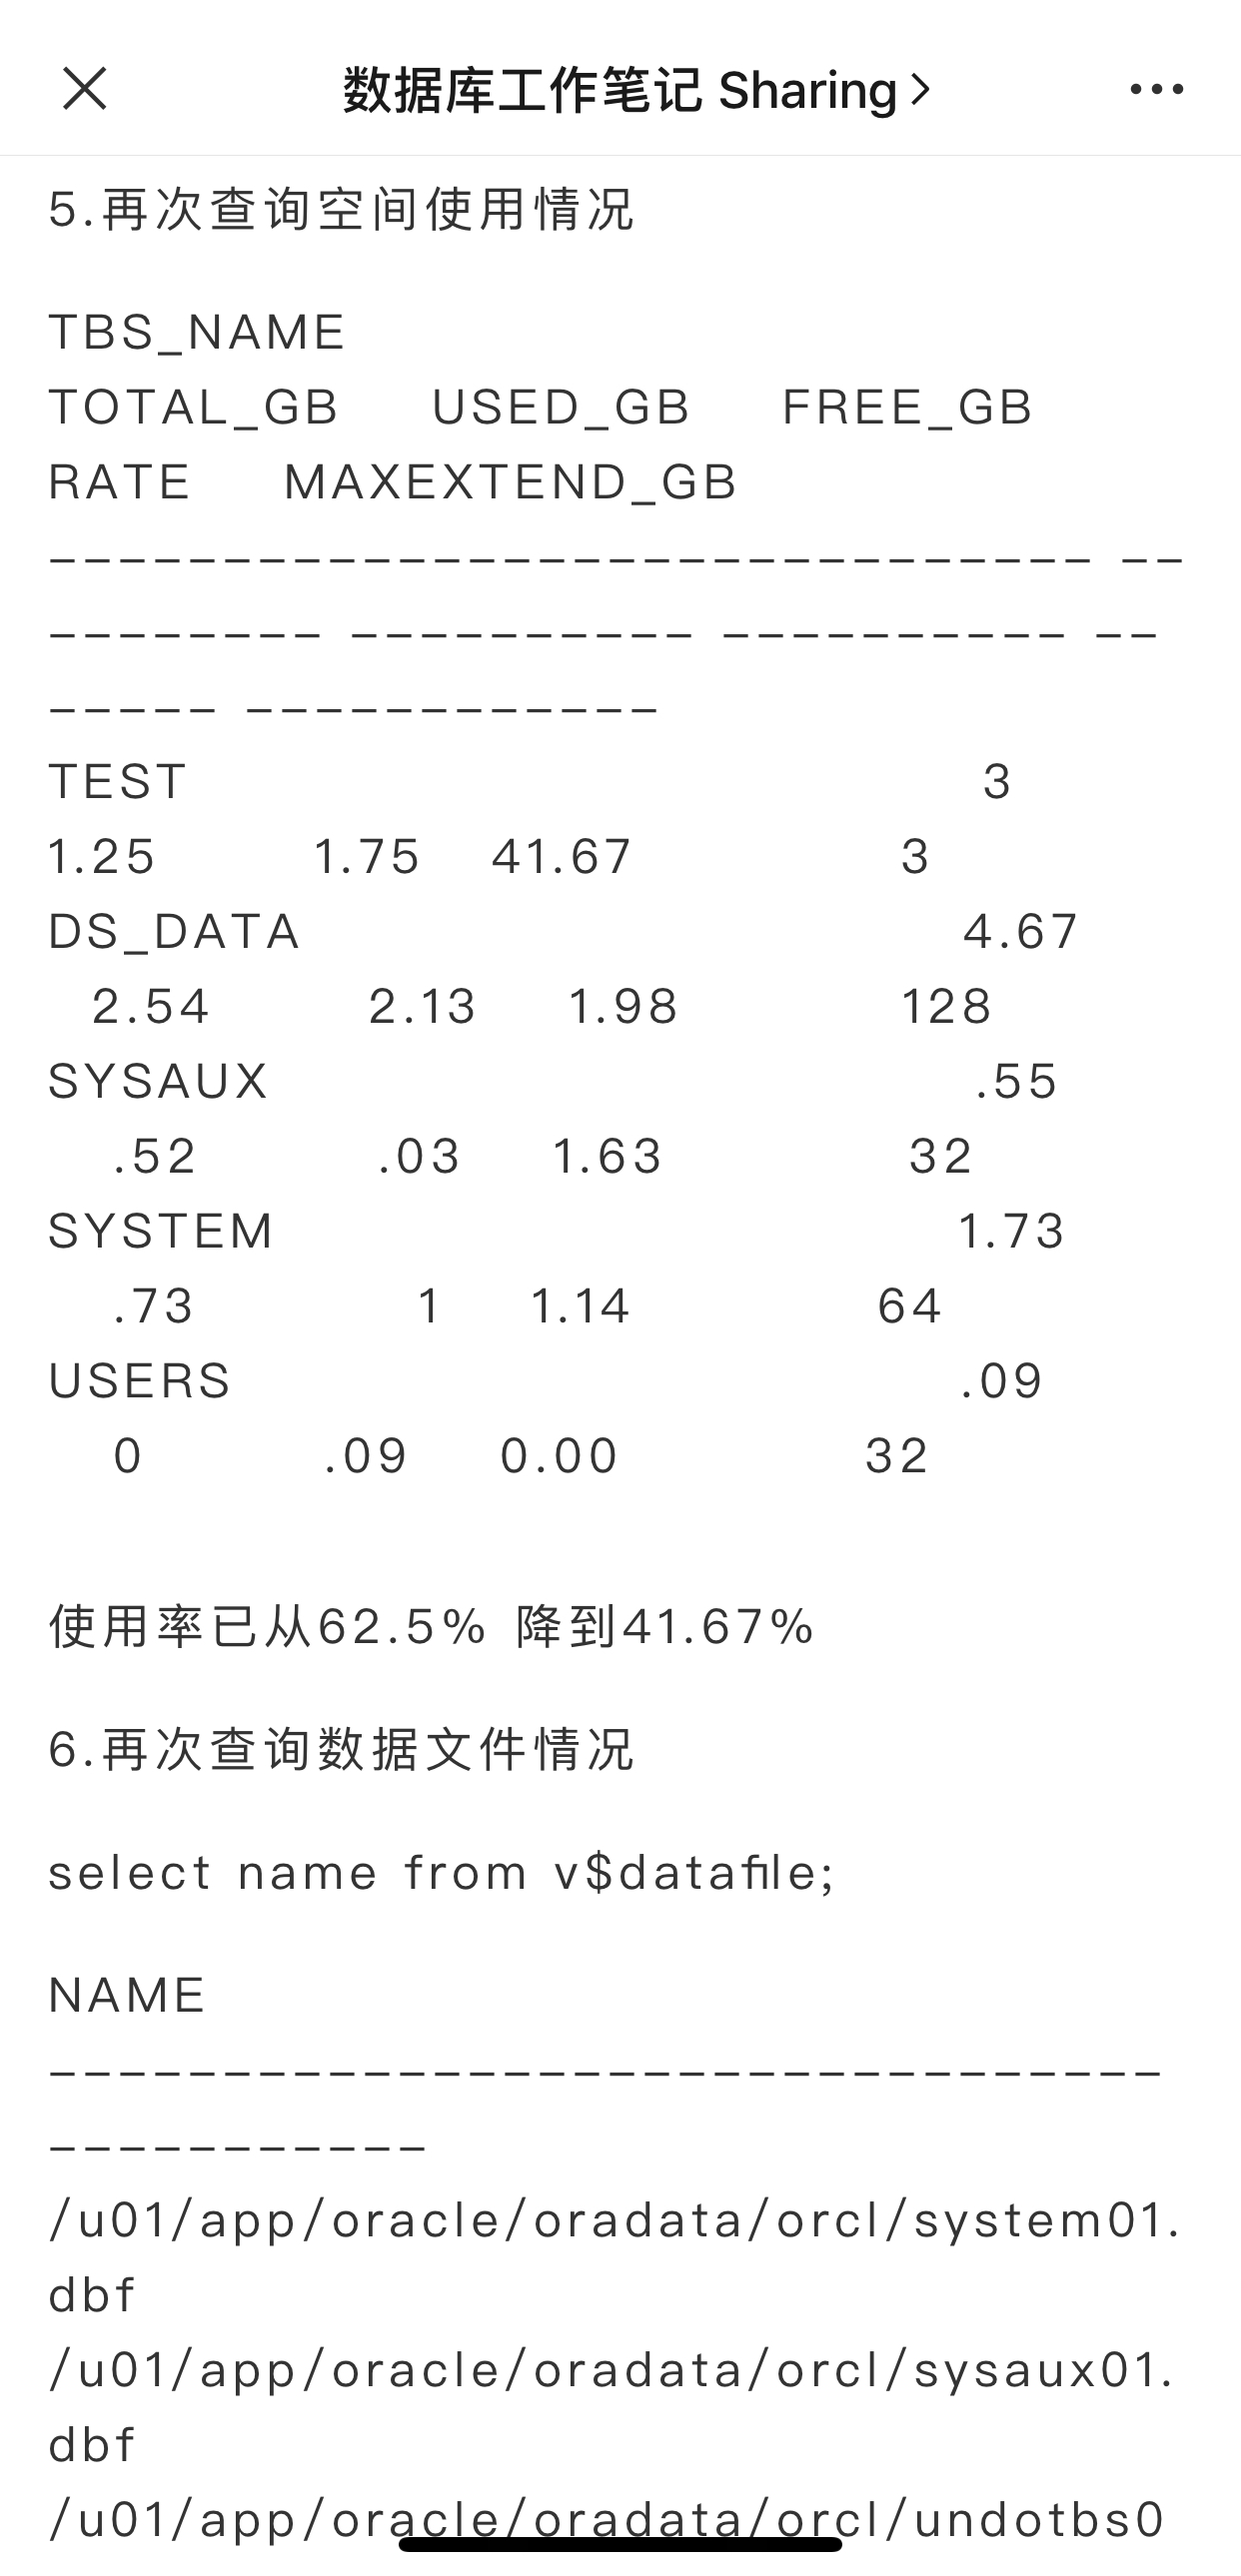 数据库工作笔记 Sharing
5.再次查询空间使用情况
TBS_NAME
TOTAL_GB USED_GB FREE_GB
RATE MAXEXTEND_GB
------------------------------ --
-------- ---------- ---------- --
----- ------------
TEST 3
1.25 1.75 41.67 3
DS_DATA 4.67
2.54 2.13 1.98 128
SYSAUX .55
.52 .03 1.63 32
SYSTEM 1.73
.73 1 1.14 64
USERS .09
0 .09 0.00 32
使用率已从62.5% 降到41.67%
6.再次查询数据文件情况
select name from v$datafile;
NAME
--------------------------------
-----------
/u01/app/oracle/oradata/orcl/system01.
dbf
/u01/app/oracle/oradata/orcl/sysaux01.
dbf
/u01/app/oracle/oradata/orcl/undotbs0